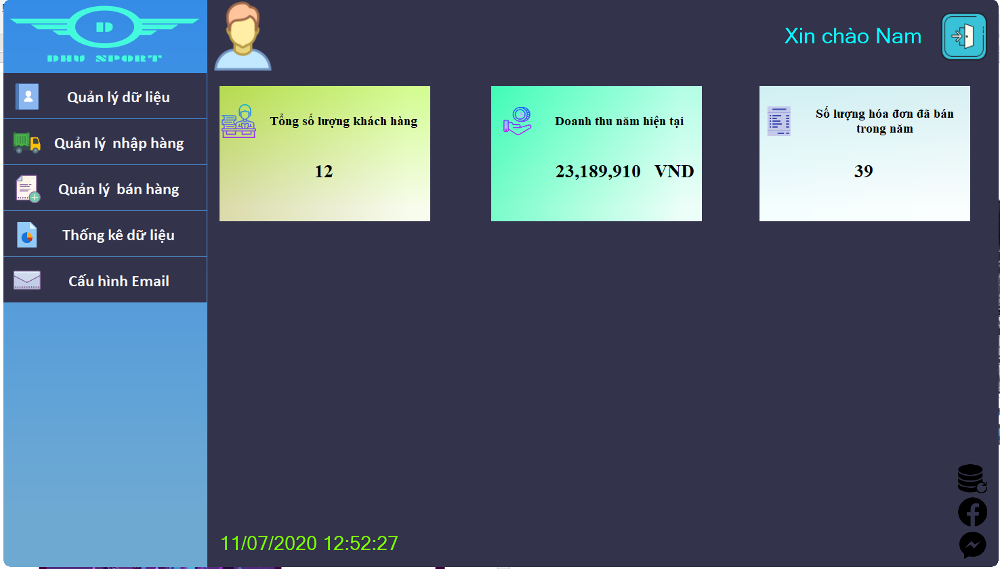 D
DHU SPORT
Xin chào Nam
Quản lý dữ liệu
Quản lý nhập hàng
Quản lý bán hàng
Thống kê dữ liệu
Cấu hình Email
Tổng số lượng khách hàng
12
Doanh thu năm hiện tại
23,189,910 VND
Số lượng hóa đơn đã bán
trong năm
39
11/07/2020 12:52:27